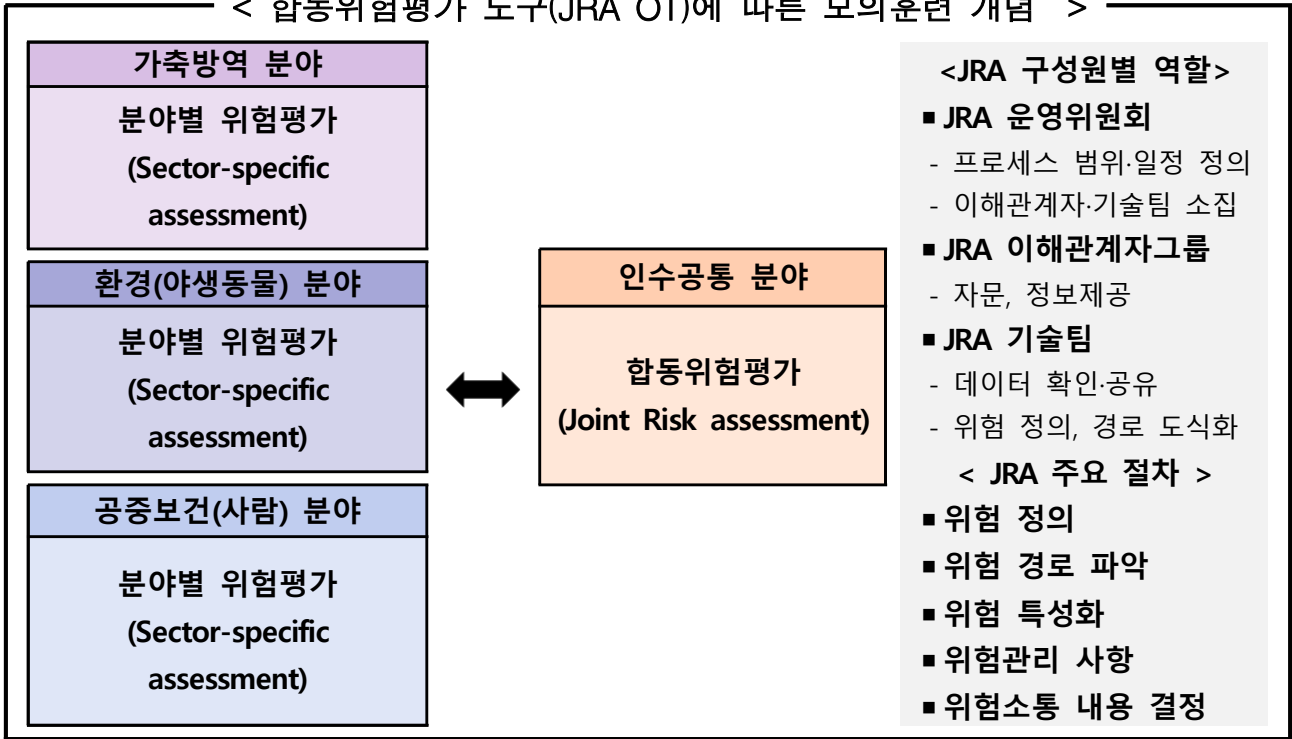 < 합동위험평가 도구(JRA OT)에 따른 모의훈련 개념 >
가축방역 분야
분야별 위험평가
(Sector-specific
assessment)
환경(야생동물) 분야
분야별 위험평가
(Sector-specific
assessment)
공중보건(사람) 분야
분야별 위험평가
(Sector-specific
assessment)
인수공통 분야
합동위험평가
(Joint Risk assessment)
<JRA 구성원별 역할>
▪ JRA 운영위원회
- 프로세스 범위·일정 정의
- 이해관계자·기술팀 소집
▪ JRA 이해관계자그룹
- 자문, 정보제공
▪ JRA 기술팀
- 데이터 확인·공유
- 위험 정의, 경로 도식화
< JRA 주요 절차 >
▪ 위험 정의
▪ 위험 경로 파악
▪ 위험 특성화
▪ 위험관리 사항
▪ 위험소통 내용 결정